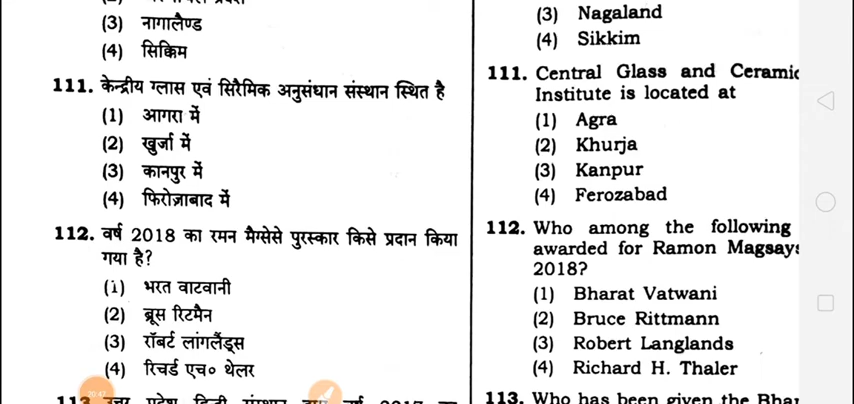 (3) नागालैण्ड
(4) सिक्किम
111. केन्द्रीय ग्लास एवं सिरैमिक अनुसंधान संस्थान स्थित है
(1) आगरा में
(2) खुर्जा में
(3) कानपुर में
(4) फिरोज़ाबाद में
112. वर्ष 2018 का रमन मैग्सेसे पुरस्कार किसे प्रदान किया
गया है?
(1) भरत वाटवानी
(2) ब्रूस रिटमैन
(3) रॉबर्ट लांगलैंड्स
(4) रिचर्ड एच० थेलर
20:47
(3) Nagaland
(4) Sikkim
111. Central Glass and Ceramic
Institute is located at
(1) Agra
(2) Khurja
(3) Kanpur
(4) Ferozabad
112. Who among the following
awarded for Ramon Magsays
2018?
(1) Bharat Vatwani
(2) Bruce Rittmann
(3) Robert Langlands
(4) Richard H. Thaler
113. Who has been given the Bhar